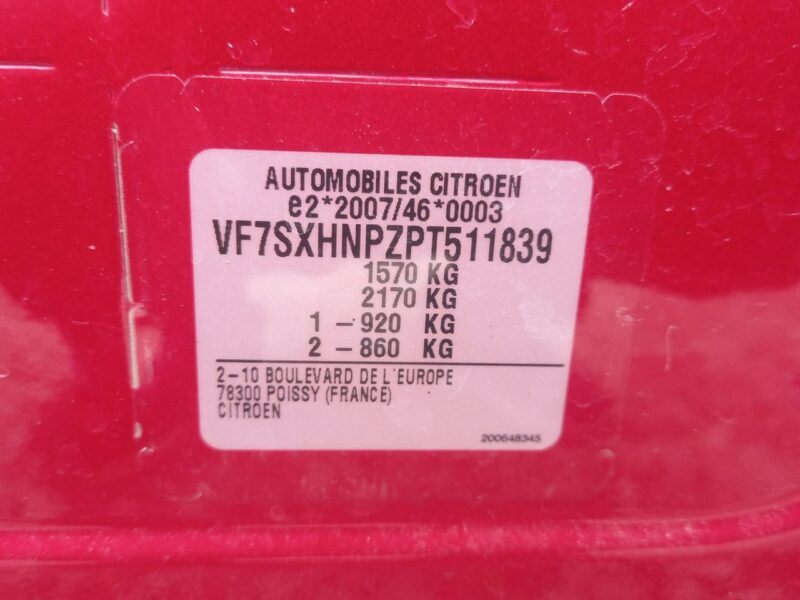 AUTOMOBILES CITROEN
e2*2007/46*0003
VF7SXHNPZPT511839
1570 KG
2170 KG
1 – 920 KG
2 – 860 KG
2–10 BOULEVARD DE L'EUROPE
78300 POISSY (FRANCE)
CITROEN
200648345